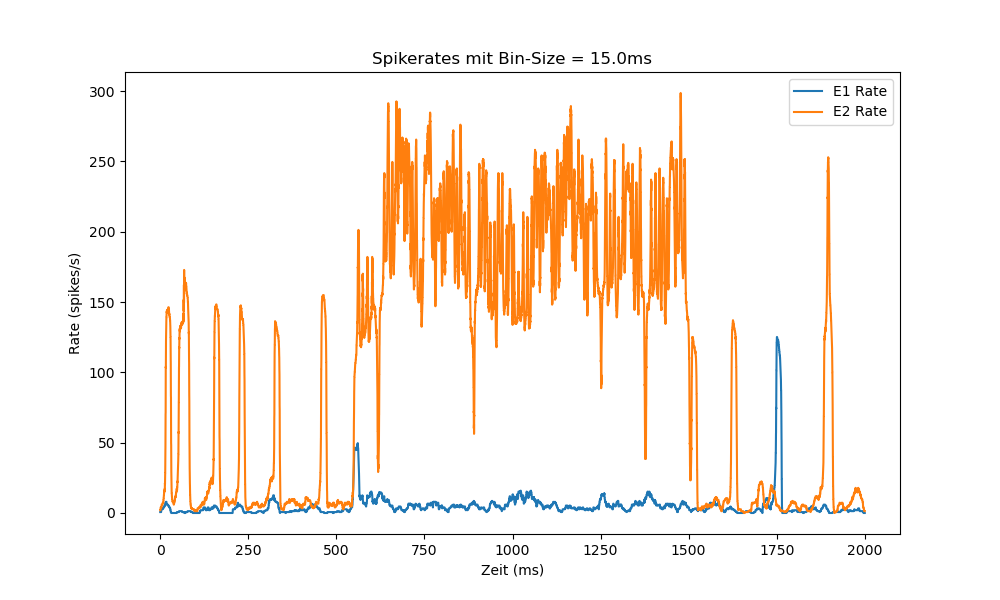 Spikerates mit Bin-Size = 15.0ms
E1 Rate
E2 Rate
Rate (spikes/s)
300
250
200
150
100
50
0
0 250 500 750 1000 1250 1500 1750 2000
Zeit (ms)